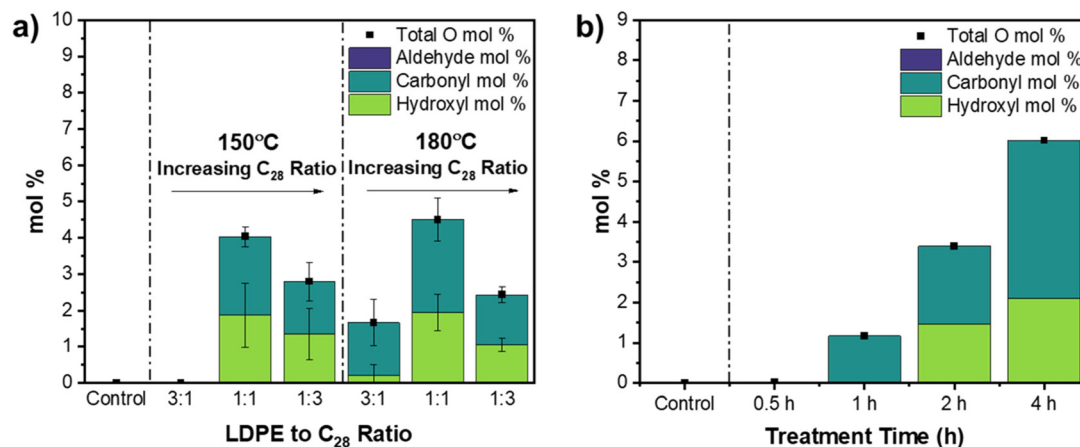 a)
10
9
8
7
6
5
4
3
2
1
0
mol %
Total O mol %
Aldehyde mol %
Carbonyl mol %
Hydroxyl mol %
150°C
Increasing C28 Ratio
180°C
Increasing C28 Ratio
Control 3:1 1:1 1:3 3:1 1:1 1:3
LDPE to C28 Ratio
b)
9
8
7
6
5
4
3
2
1
0
mol %
Total O mol %
Aldehyde mol %
Carbonyl mol %
Hydroxyl mol %
Control 0.5 h 1 h 2 h 4 h
Treatment Time (h)